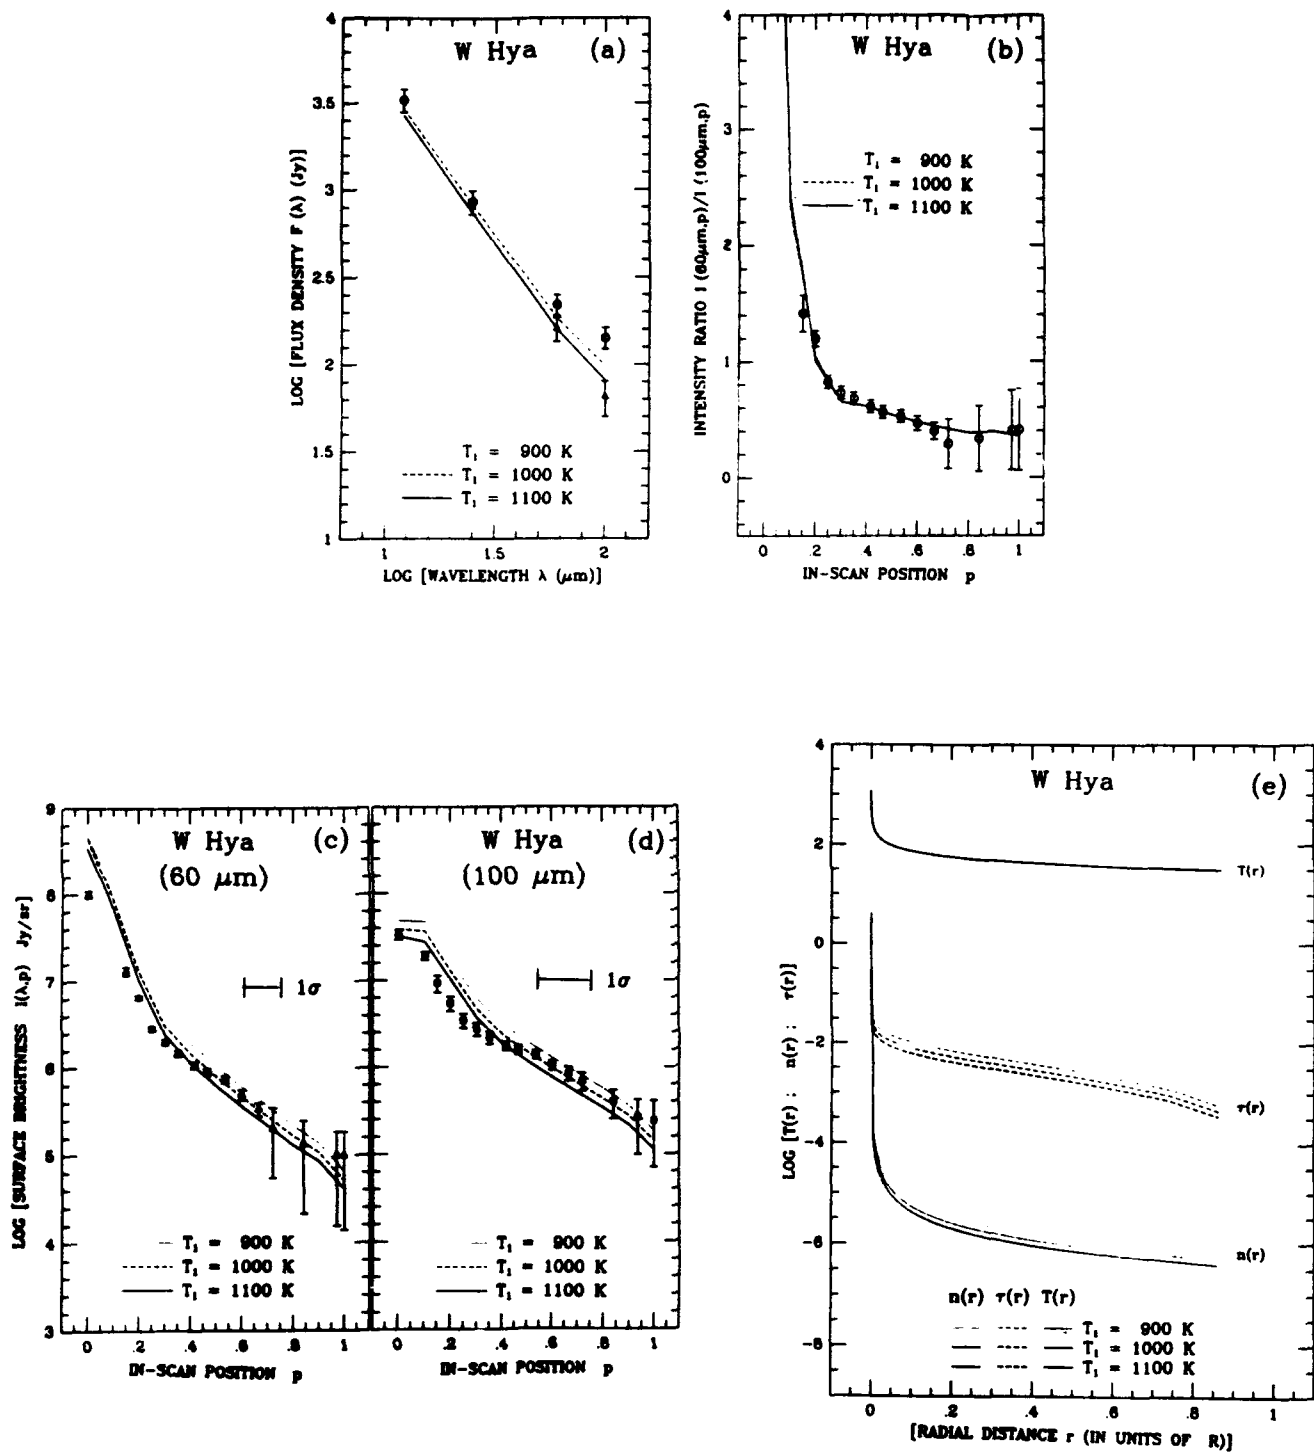 W Hya (a)
LOG [FLUX DENSITY F (λ) (Jy)]
4
3.5
3
2.5
2
1.5
1
T₁ = 900 K
T₁ = 1000 K
T₁ = 1100 K
1 1.5 2
LOG [WAVELENGTH λ (μm)]
W Hya (b)
INTENSITY RATIO I (60μm,p)/I (100μm,p)
4
3
2
1
0
T₁ = 900 K
T₁ = 1000 K
T₁ = 1100 K
0 .2 .4 .6 .8 1
IN-SCAN POSITION p
W Hya (c)
(60 μm)
LOG [SURFACE BRIGHTNESS I(λ,p) Jy/sr]
9
8
7
6
5
4
3
1σ
T₁ = 900 K
T₁ = 1000 K
T₁ = 1100 K
0 .2 .4 .6 .8 1
IN-SCAN POSITION p
W Hya (d)
(100 μm)
1σ
T₁ = 900 K
T₁ = 1000 K
T₁ = 1100 K
0 .2 .4 .6 .8 1
IN-SCAN POSITION p
W Hya (e)
LOG [T(r) ; n(r) ; τ(r)]
4
2
0
-2
-4
-6
-8
T(r)
τ(r)
n(r)
n(r) τ(r) T(r)
T₁ = 900 K
T₁ = 1000 K
T₁ = 1100 K
0 .2 .4 .6 .8 1
[RADIAL DISTANCE r (IN UNITS OF R)]